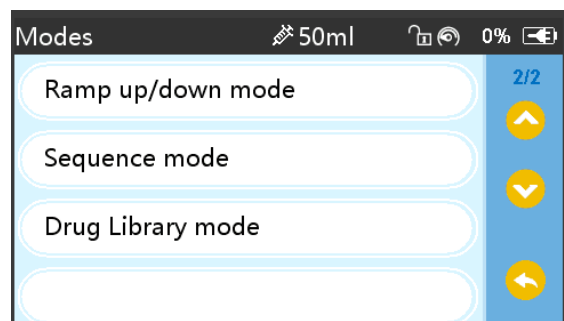 Modes 50ml 0%
Ramp up/down mode 2/2
Sequence mode
Drug Library mode